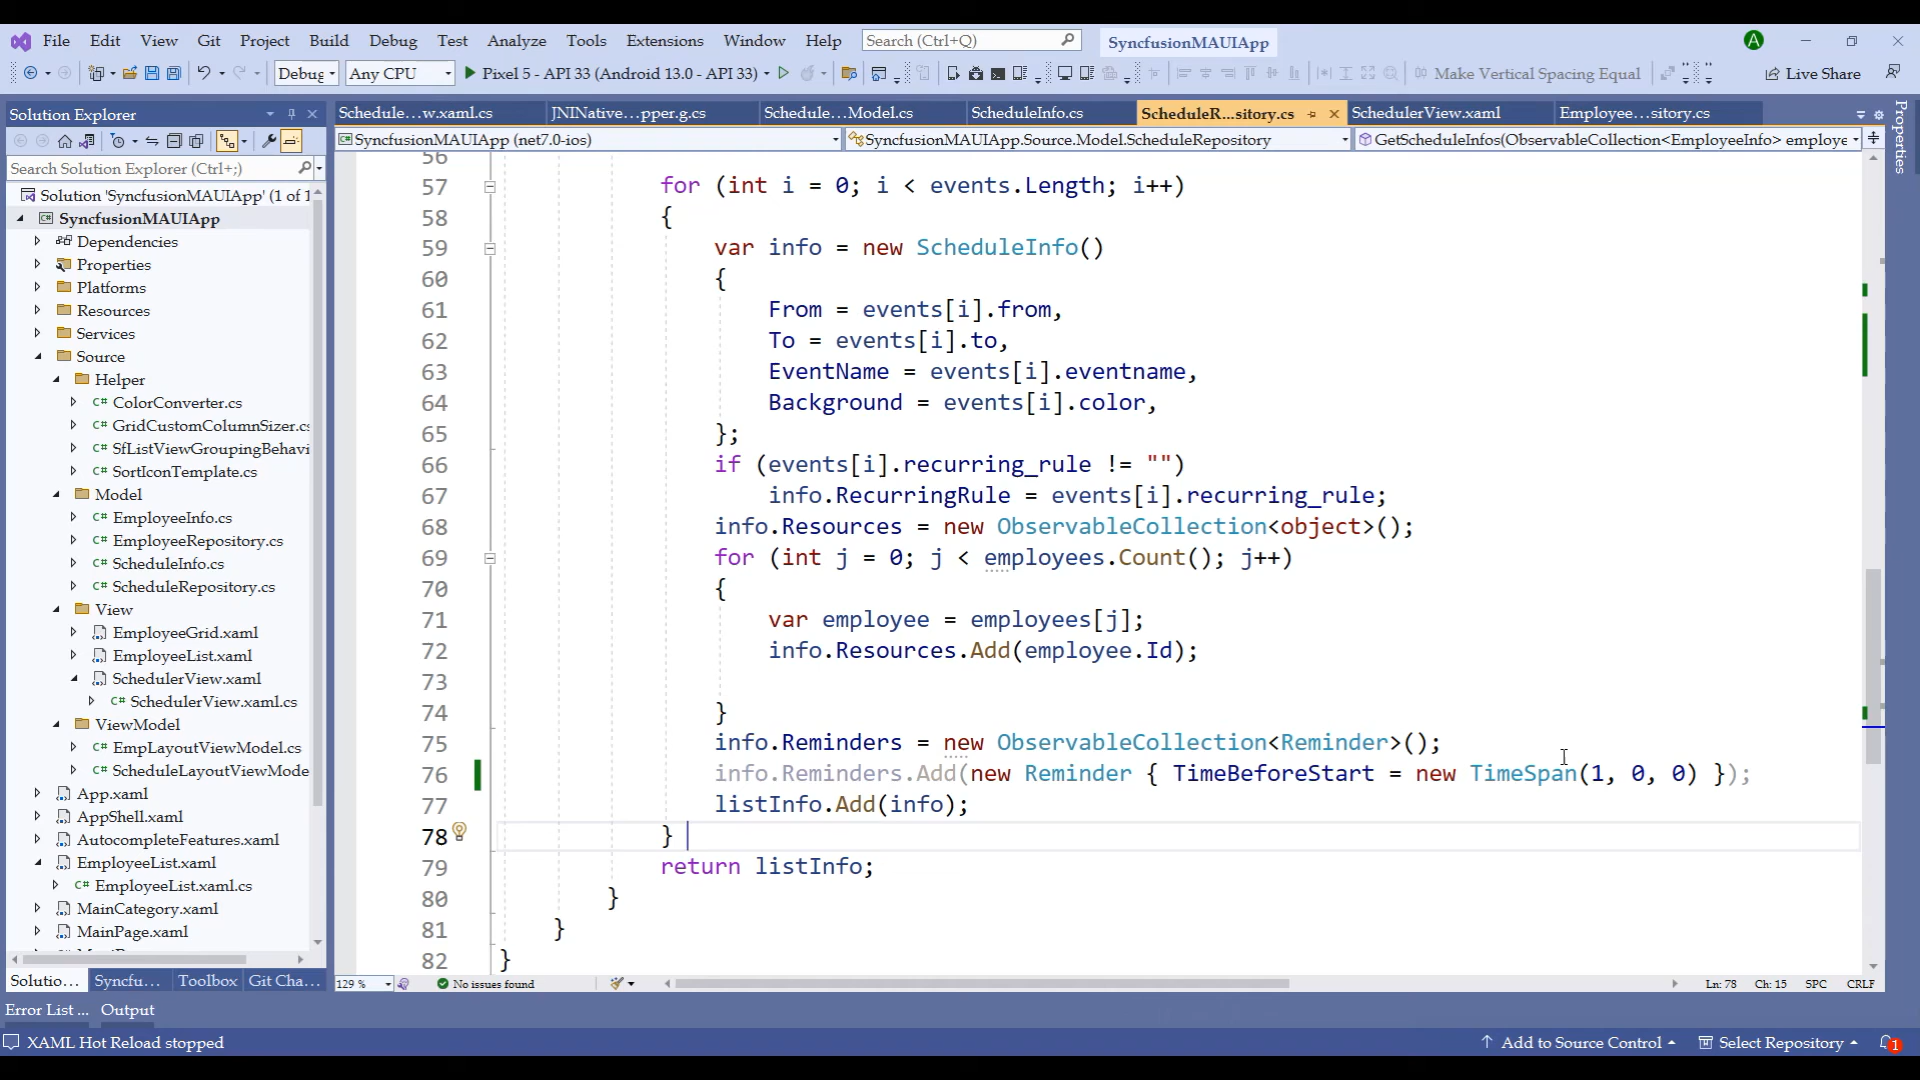 File Edit View Git Project Build Debug Test Analyze Tools Extensions Window Help Search (Ctrl+Q) SyncfusionMAUIApp A
Debug Any CPU Pixel 5 - API 33 (Android 13.0 - API 33) Make Vertical Spacing Equal Live Share
Solution Explorer
Search Solution Explorer (Ctrl+;)
Solution 'SyncfusionMAUIApp' (1 of 1
SyncfusionMAUIApp
Dependencies
Properties
Platforms
Resources
Services
Source
Helper
C# ColorConverter.cs
C# GridCustomColumnSizer.cs
C# SfListViewGroupingBehavi
C# SortIconTemplate.cs
Model
C# EmployeeInfo.cs
C# EmployeeRepository.cs
C# ScheduleInfo.cs
C# ScheduleRepository.cs
View
EmployeeGrid.xaml
EmployeeList.xaml
SchedulerView.xaml
C# SchedulerView.xaml.cs
ViewModel
C# EmpLayoutViewModel.cs
C# ScheduleLayoutViewMode
App.xaml
AppShell.xaml
AutocompleteFeatures.xaml
EmployeeList.xaml
C# EmployeeList.xaml.cs
MainCategory.xaml
MainPage.xaml
Solutio... Syncfu... Toolbox Git Cha...
Schedule...w.xaml.cs JNINative...pper.g.cs Schedule...Model.cs ScheduleInfo.cs ScheduleR...sitory.cs SchedulerView.xaml Employee...sitory.cs
SyncfusionMAUIApp (net7.0-ios) SyncfusionMAUIApp.Source.Model.ScheduleRepository GetScheduleInfos(ObservableCollection<EmployeeInfo> employe
56
57 for (int i = 0; i < events.Length; i++)
58 {
59 var info = new ScheduleInfo()
60 {
61 From = events[i].from,
62 To = events[i].to,
63 EventName = events[i].eventname,
64 Background = events[i].color,
65 };
66 if (events[i].recurring_rule != "")
67 info.RecurringRule = events[i].recurring_rule;
68 info.Resources = new ObservableCollection<object>();
69 for (int j = 0; j < employees.Count(); j++)
70 {
71 var employee = employees[j];
72 info.Resources.Add(employee.Id);
73
74 }
75 info.Reminders = new ObservableCollection<Reminder>();
76 info.Reminders.Add(new Reminder { TimeBeforeStart = new TimeSpan(1, 0, 0) });
77 listInfo.Add(info);
78 }
79 return listInfo;
80 }
81 }
82 }
129 % No issues found Ln: 78 Ch: 15 SPC CRLF
Properties
Error List ... Output
XAML Hot Reload stopped Add to Source Control Select Repository 1